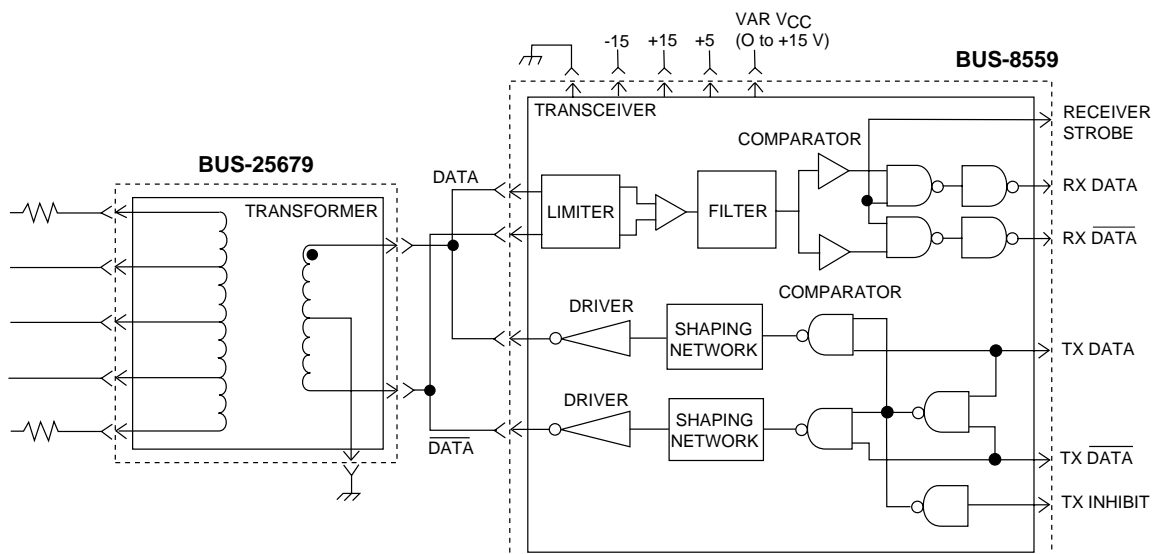 VAR VCC
(O to +15 V)
-15
+15
+5
BUS-8559
TRANSCEIVER
RECEIVER
STROBE
COMPARATOR
BUS-25679
DATA
TRANSFORMER
LIMITER
FILTER
RX DATA
RX DATA
COMPARATOR
DRIVER
SHAPING
NETWORK
TX DATA
DRIVER
SHAPING
NETWORK
DATA
TX DATA
TX INHIBIT